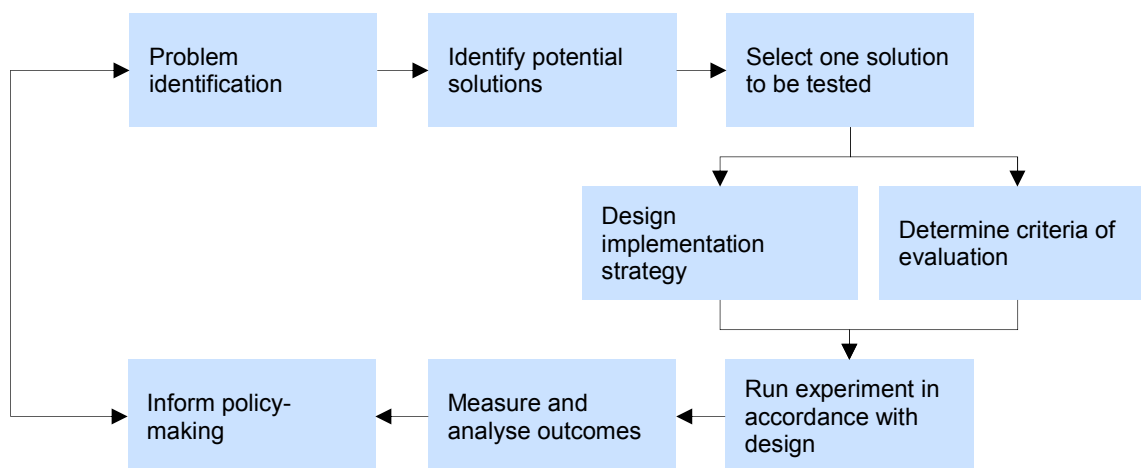 Problem
identification
Identify potential
solutions
Select one solution
to be tested
Design
implementation
strategy
Determine criteria of
evaluation
Inform policy-
making
Measure and
analyse outcomes
Run experiment in
accordance with
design